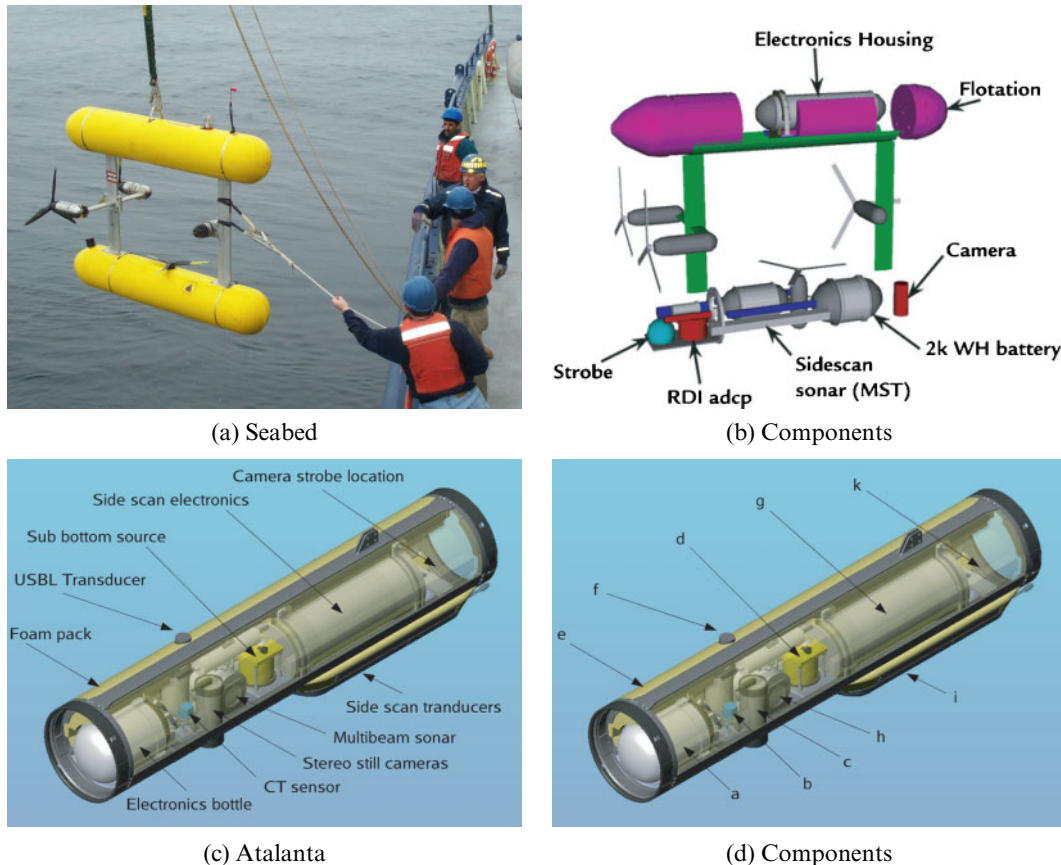 Electronics Housing
Flotation
Camera
2k WH battery
Sidescan
sonar (MST)
RDI adcp
Strobe
(a) Seabed
(b) Components
Camera strobe location
Side scan electronics
Sub bottom source
USBL Transducer
Foam pack
Side scan tranducers
Multibeam sonar
Stereo still cameras
CT sensor
Electronics bottle
k
g
d
f
e
i
h
c
b
a
(c) Atalanta
(d) Components